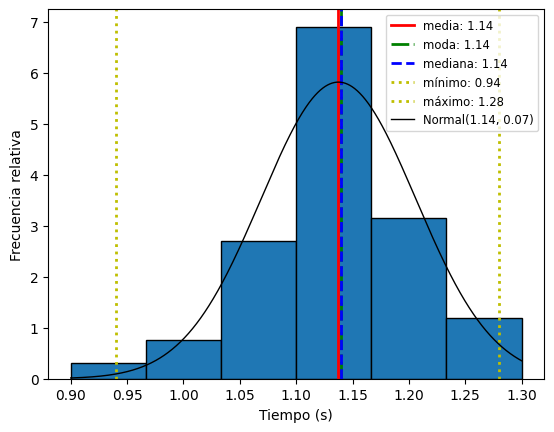 media: 1.14
moda: 1.14
mediana: 1.14
mínimo: 0.94
máximo: 1.28
Normal(1.14, 0.07)
Frecuencia relativa
7
6
5
4
3
2
1
0
0.90 0.95 1.00 1.05 1.10 1.15 1.20 1.25 1.30
Tiempo (s)